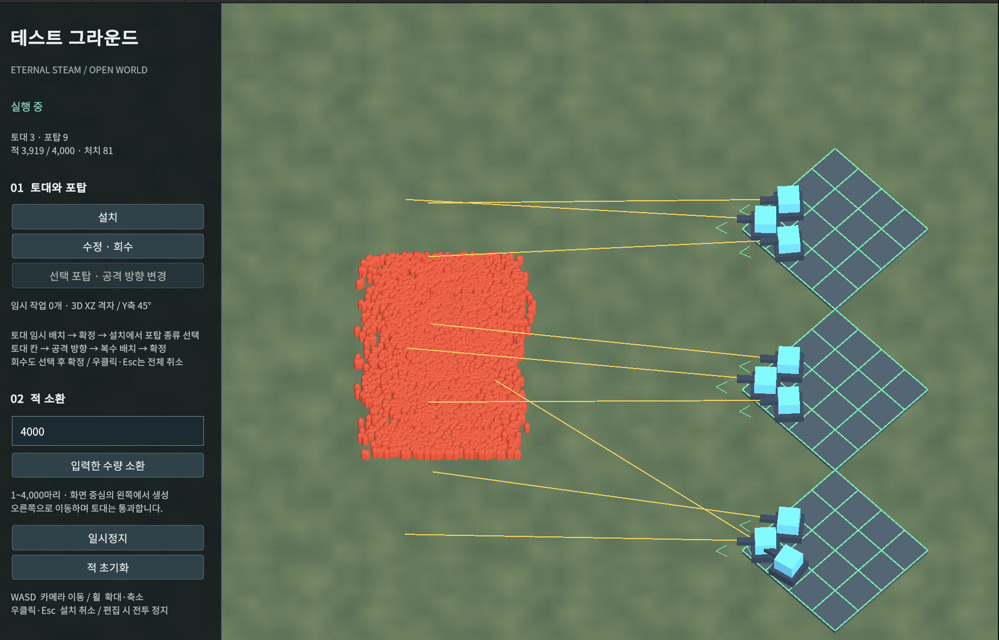 테스트 그라운드
ETERNAL STEAM / OPEN WORLD
실행 중
토대 3 · 포탑 9
적 3,919 / 4,000 · 처치 81
01 토대와 포탑
설치
수정 · 회수
선택 포탑 · 공격 방향 변경
임시 작업 0개 · 3D XZ 격자 / Y축 45°
토대 임시 배치 → 확정 → 설치에서 포탑 종류 선택
토대 칸 → 공격 방향 → 복수 배치 → 확정
회수도 선택 후 확정 / 우클릭·Esc는 전체 취소
02 적 소환
4000
입력한 수량 소환
1~4,000마리 · 화면 중심의 왼쪽에서 생성
오른쪽으로 이동하며 토대는 통과합니다.
일시정지
적 초기화
WASD 카메라 이동 / 휠 확대·축소
우클릭·Esc 설치 취소 / 편집 시 전투 정지